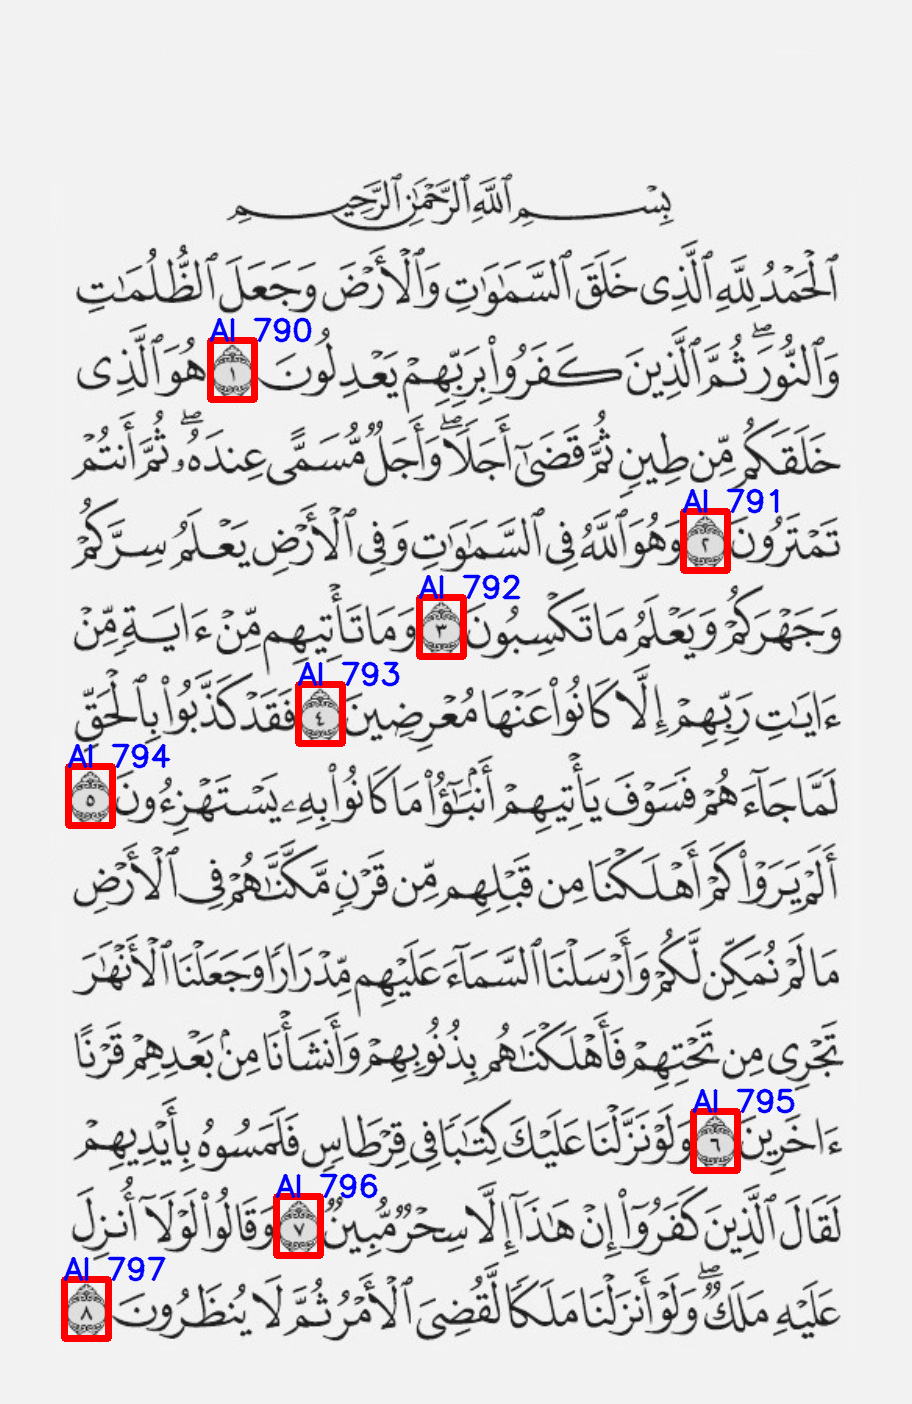 بِسْمِ ٱللَّهِ ٱلرَّحْمَٰنِ ٱلرَّحِيمِ
ٱلْحَمْدُ لِلَّهِ ٱلَّذِى خَلَقَ ٱلسَّمَٰوَٰتِ وَٱلْأَرْضَ وَجَعَلَ ٱلظُّلُمَٰتِ
AI 790
وَٱلنُّورَ ۖ ثُمَّ ٱلَّذِينَ كَفَرُوا۟ بِرَبِّهِمْ يَعْدِلُونَ ١ هُوَ ٱلَّذِى
خَلَقَكُم مِّن طِينٍ ثُمَّ قَضَىٰٓ أَجَلًا ۖ وَأَجَلٌ مُّسَمًّى عِندَهُۥ ۖ ثُمَّ أَنتُمْ
AI 791
تَمْتَرُونَ ٢ وَهُوَ ٱللَّهُ فِى ٱلسَّمَٰوَٰتِ وَفِى ٱلْأَرْضِ يَعْلَمُ سِرَّكُمْ
AI 792
وَجَهْرَكُمْ وَيَعْلَمُ مَا تَكْسِبُونَ ٣ وَمَا تَأْتِيهِم مِّنْ ءَايَةٍ مِّنْ
AI 793
ءَايَٰتِ رَبِّهِمْ إِلَّا كَانُوا۟ عَنْهَا مُعْرِضِينَ ٤ فَقَدْ كَذَّبُوا۟ بِٱلْحَقِّ
AI 794
لَمَّا جَآءَهُمْ فَسَوْفَ يَأْتِيهِمْ أَنۢبَٰٓؤُا۟ مَا كَانُوا۟ بِهِۦ يَسْتَهْزِءُونَ ٥
أَلَمْ يَرَوْا۟ كَمْ أَهْلَكْنَا مِن قَبْلِهِم مِّن قَرْنٍ مَّكَّنَّٰهُمْ فِى ٱلْأَرْضِ
مَا لَمْ نُمَكِّن لَّكُمْ وَأَرْسَلْنَا ٱلسَّمَآءَ عَلَيْهِم مِّدْرَارًا وَجَعَلْنَا ٱلْأَنْهَٰرَ
تَجْرِى مِن تَحْتِهِمْ فَأَهْلَكْنَٰهُم بِذُنُوبِهِمْ وَأَنشَأْنَا مِنۢ بَعْدِهِمْ قَرْنًا
AI 795
ءَاخَرِينَ ٦ وَلَوْ نَزَّلْنَا عَلَيْكَ كِتَٰبًا فِى قِرْطَاسٍ فَلَمَسُوهُ بِأَيْدِيهِمْ
AI 796
لَقَالَ ٱلَّذِينَ كَفَرُوٓا۟ إِنْ هَٰذَآ إِلَّا سِحْرٌ مُّبِينٌ ٧ وَقَالُوا۟ لَوْلَآ أُنزِلَ
AI 797
عَلَيْهِ مَلَكٌ ۖ وَلَوْ أَنزَلْنَا مَلَكًا لَّقُضِىَ ٱلْأَمْرُ ثُمَّ لَا يُنظَرُونَ ٨